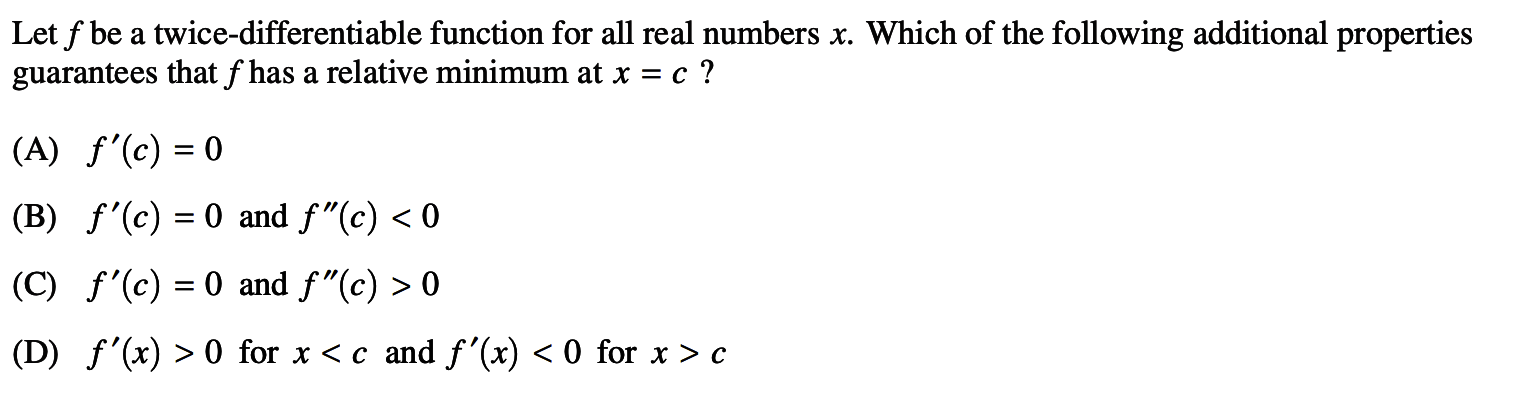 Let f be a twice-differentiable function for all real numbers x. Which of the following additional properties
guarantees that f has a relative minimum at x = c ?
(A) f′(c) = 0
(B) f′(c) = 0 and f″(c) < 0
(C) f′(c) = 0 and f″(c) > 0
(D) f′(x) > 0 for x < c and f′(x) < 0 for x > c